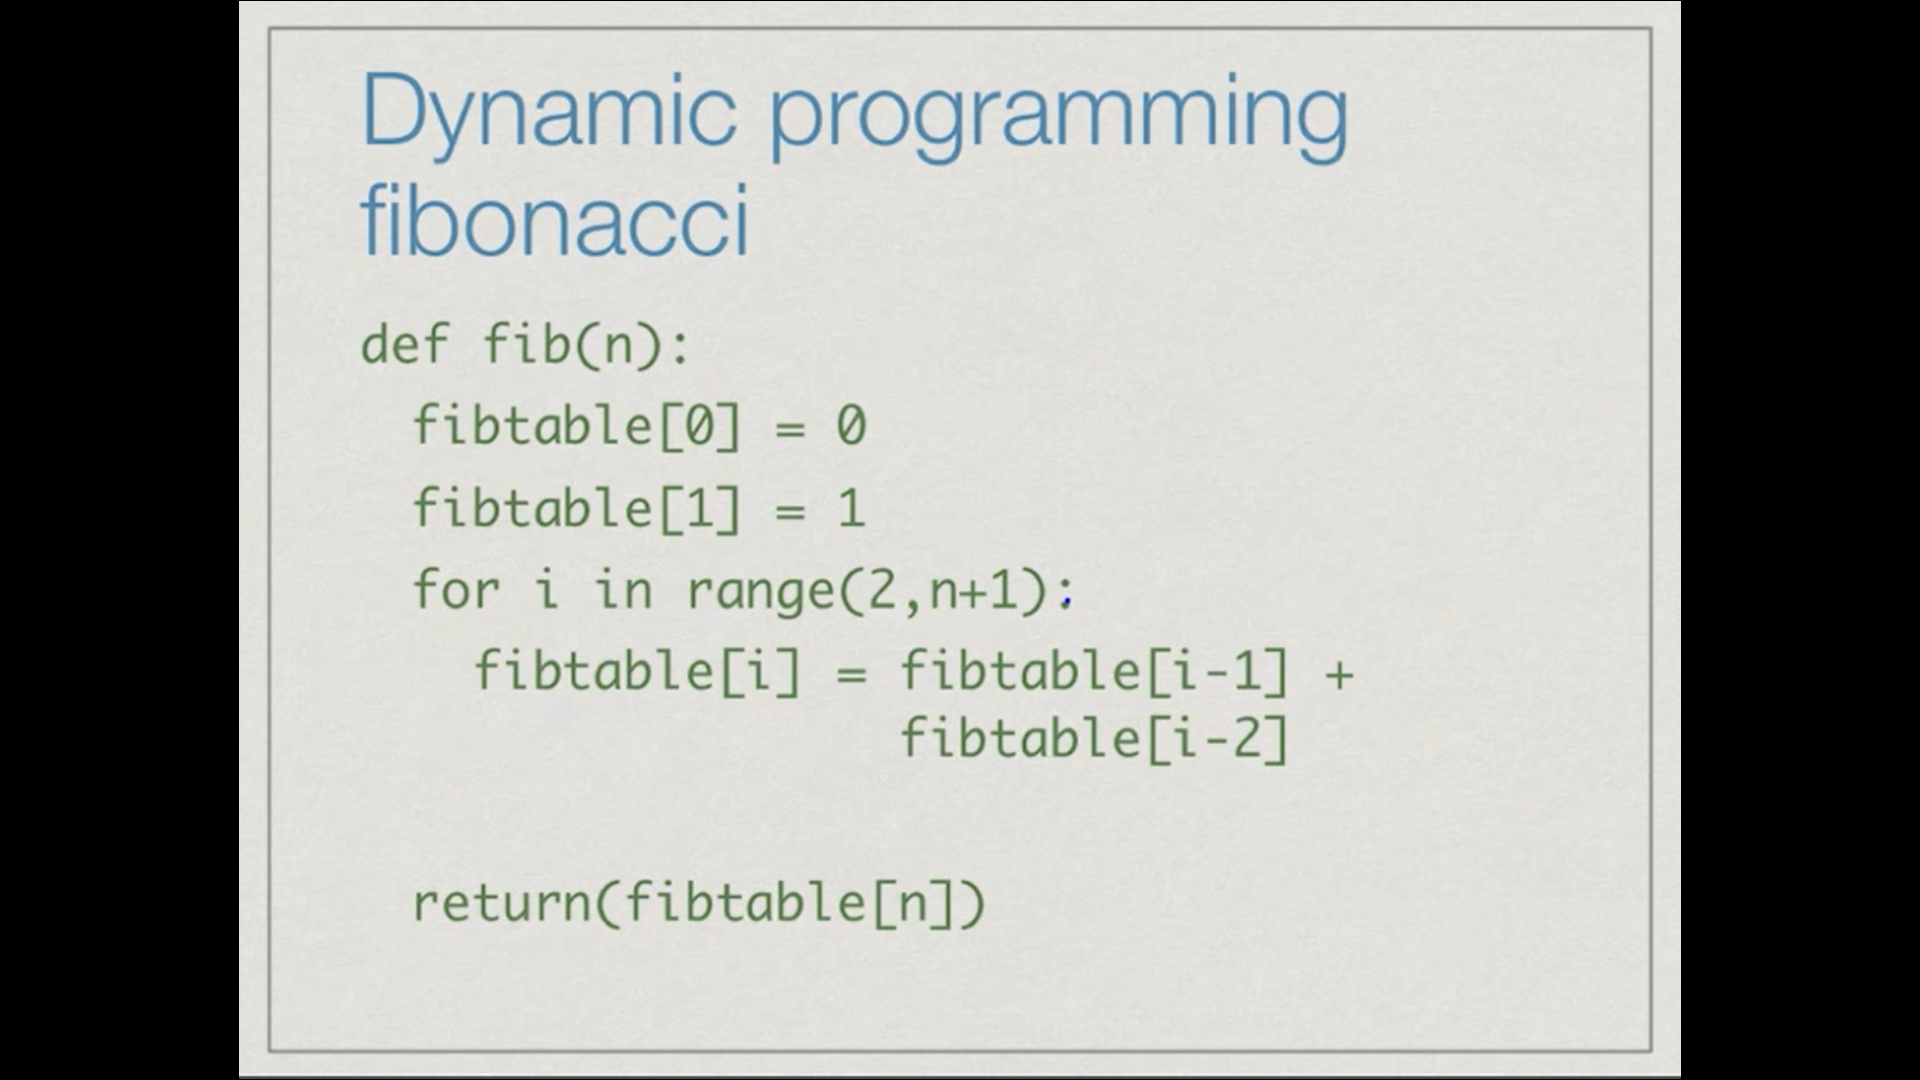 Dynamic programming
fibonacci
def fib(n):
fibtable[0] = 0
fibtable[1] = 1
for i in range(2,n+1):
fibtable[i] = fibtable[i-1] +
fibtable[i-2]
return(fibtable[n])